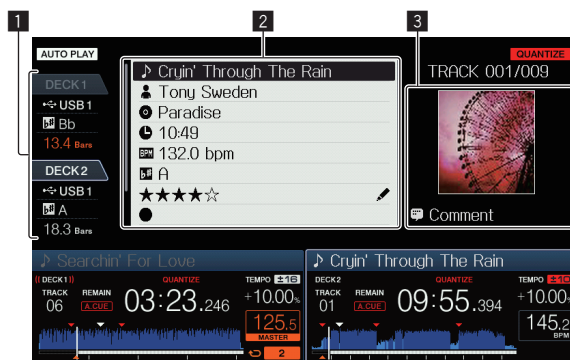 1
2
3
AUTO PLAY
QUANTIZE
TRACK 001/009
DECK1
USB1
Bb
13.4 Bars
DECK2
USB1
A
18.3 Bars
Cryin' Through The Rain
Tony Sweden
Paradise
10:49
BPM 132.0 bpm
A
★★★★☆
Comment
Searchin' For Love
DECK1
QUANTIZE
TEMPO ±16
TRACK
06
REMAIN
A.CUE
03:23.246
+10.00%
125.5
MASTER
2
Cryin' Through The Rain
DECK2
QUANTIZE
TEMPO ±10
TRACK
01
REMAIN
A.CUE
09:55.394
+10.00%
145.2
BPM